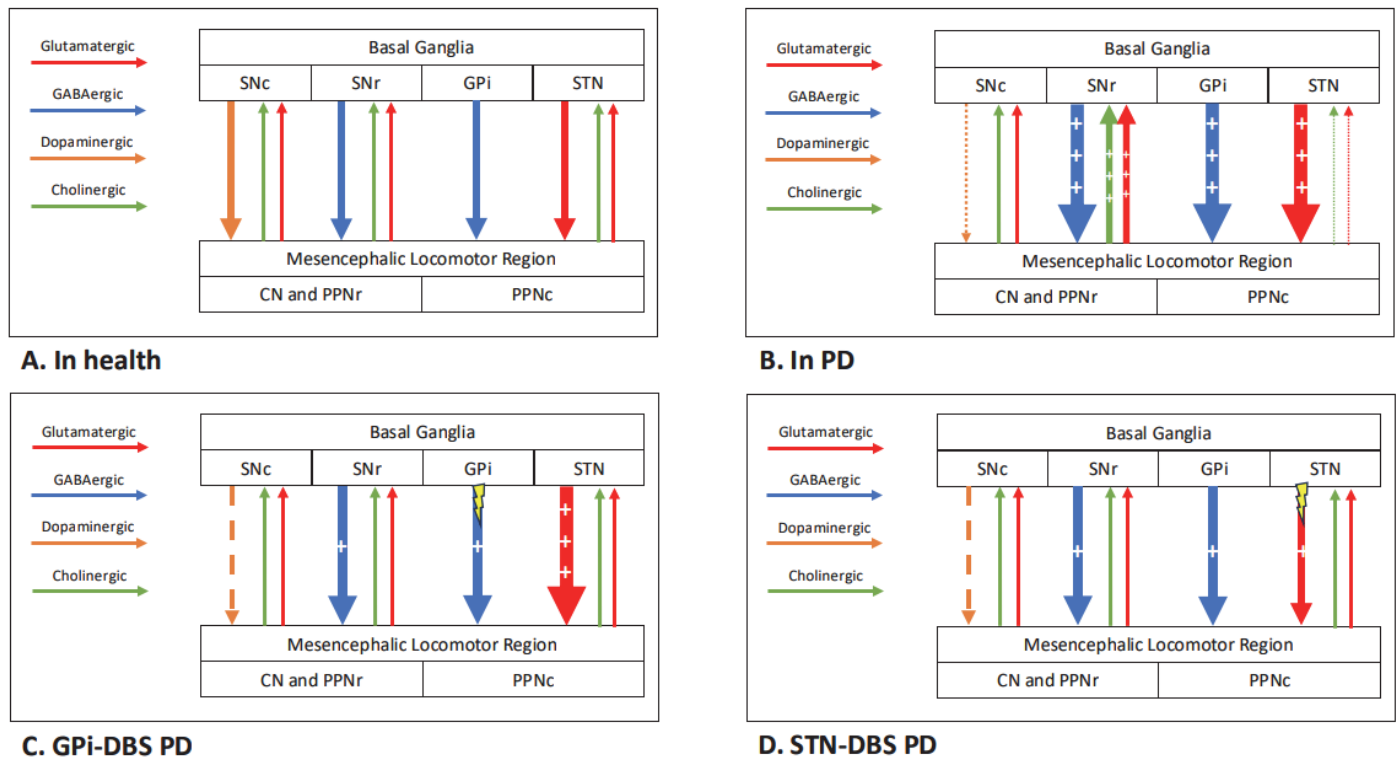 Glutamatergic
GABAergic
Dopaminergic
Cholinergic
Basal Ganglia
SNc SNr GPi STN
Mesencephalic Locomotor Region
CN and PPNr PPNc
A. In health
Glutamatergic
GABAergic
Dopaminergic
Cholinergic
Basal Ganglia
SNc SNr GPi STN
+ + + +
+ + + +
+ + + +
+ +
+ +
+ +
Mesencephalic Locomotor Region
CN and PPNr PPNc
B. In PD
Glutamatergic
GABAergic
Dopaminergic
Cholinergic
Basal Ganglia
SNc SNr GPi STN
+
+
+ + +
+
Mesencephalic Locomotor Region
CN and PPNr PPNc
C. GPi-DBS PD
Glutamatergic
GABAergic
Dopaminergic
Cholinergic
Basal Ganglia
SNc SNr GPi STN
+ + +
Mesencephalic Locomotor Region
CN and PPNr PPNc
D. STN-DBS PD